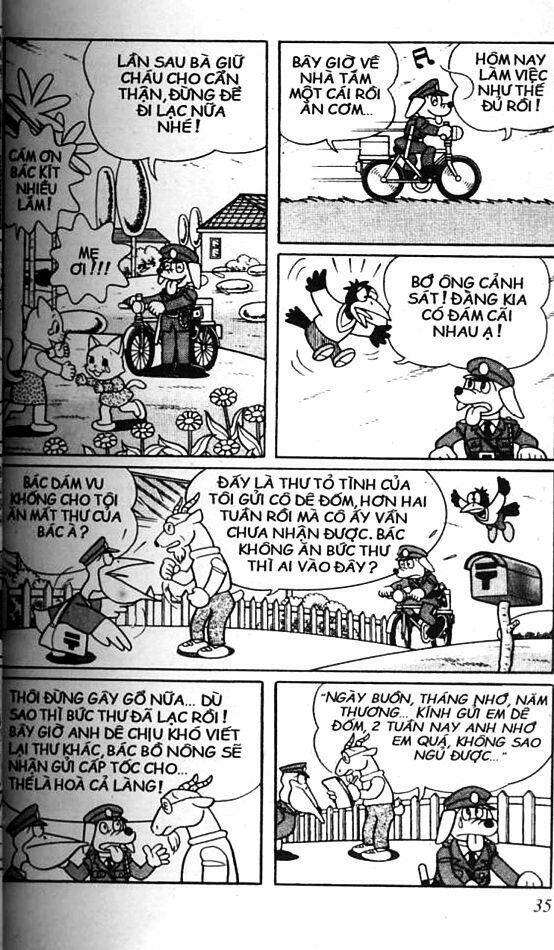 LẦN SAU BÀ GIỮ
CHÁU CHO CẨN
THẬN, ĐỪNG ĐỂ
ĐI LẠC NỮA
NHÉ!
CÁM ƠN
BÁC KÍT
NHIỀU
LẮM!
MẸ
ƠI!!!
BÂY GIỜ VỀ
NHÀ TẮM
MỘT CÁI RỒI
ĂN CƠM...
HÔM NAY
LÀM VIỆC
NHƯ THẾ
ĐỦ RỒI!
BỚ ÔNG CẢNH
SÁT! ĐẰNG KIA
CÓ ĐÁM CÃI
NHAU Ạ!
BÁC DÁM VU
KHỐNG CHO TÔI
ĂN MẤT THƯ CỦA
BÁC À?
ĐẤY LÀ THƯ TỎ TÌNH CỦA
TÔI GỬI CÔ DÊ ĐỐM, HƠN HAI
TUẦN RỒI MÀ CÔ ẤY VẪN
CHƯA NHẬN ĐƯỢC. BÁC
KHÔNG ĂN BỨC THƯ
THÌ AI VÀO ĐÂY?
THÔI ĐỪNG GÂY GỔ NỮA... DÙ
SAO THÌ BỨC THƯ ĐÃ LẠC RỒI!
BÂY GIỜ ANH DÊ CHỊU KHÓ VIẾT
LẠI THƯ KHÁC, BÁC BỒ NÔNG SẼ
NHẬN GỬI CẤP TỐC CHO...
THẾ LÀ HOÀ CẢ LÀNG!
"NGÀY BUỒN, THÁNG NHỚ, NĂM
THƯƠNG... KÍNH GỬI EM DÊ
ĐỐM, 2 TUẦN NAY ANH NHỚ
EM QUÁ, KHÔNG SAO
NGỦ ĐƯỢC..."
35